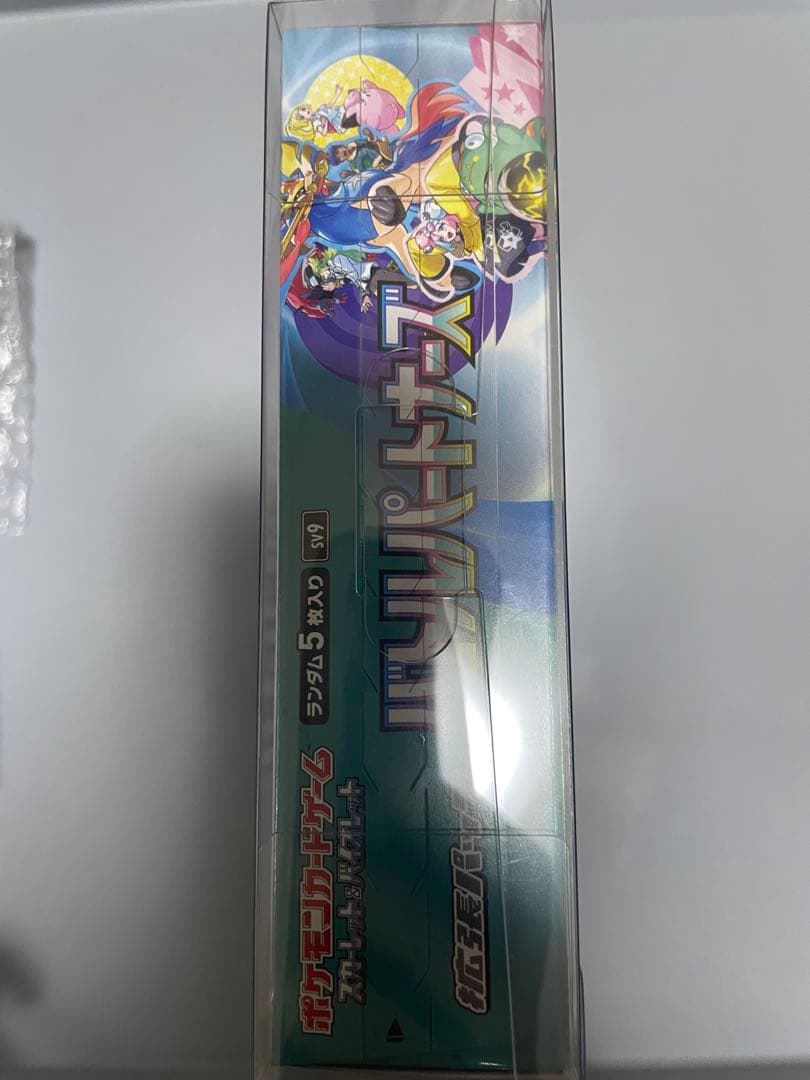 ポケモンカードゲーム
スカーレット&バイオレット
ランダム5枚入り
sv9
バトルパートナーズ
拡張パック